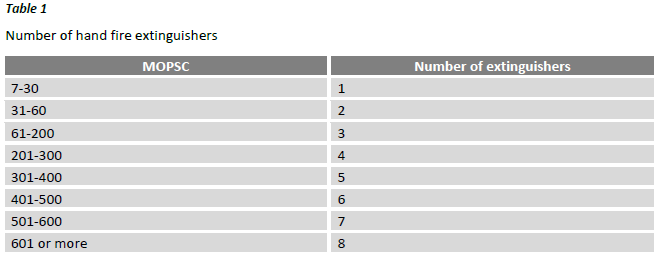 Table 1
Number of hand fire extinguishers
MOPSC Number of extinguishers
7-30 1
31-60 2
61-200 3
201-300 4
301-400 5
401-500 6
501-600 7
601 or more 8